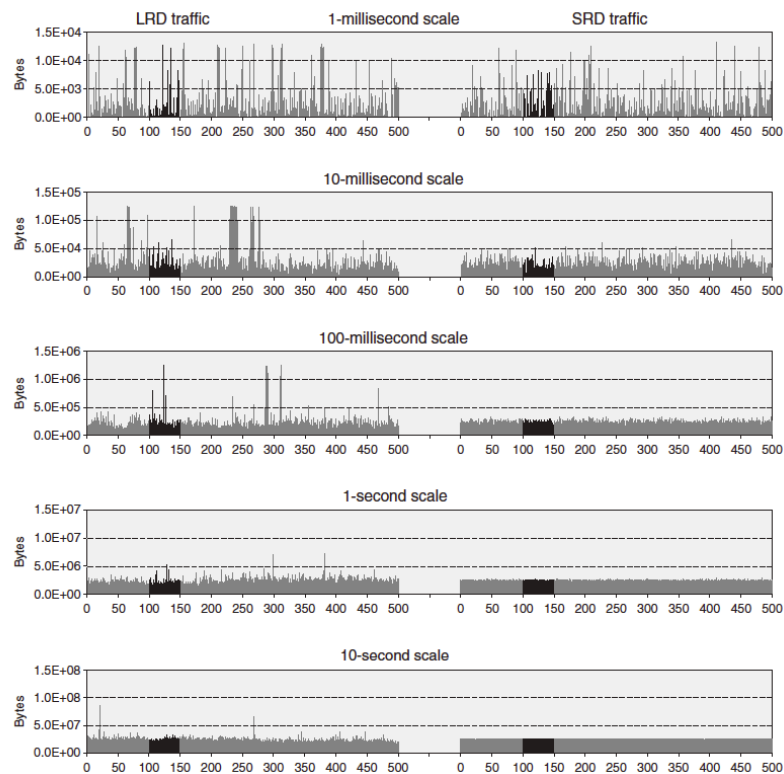 LRD traffic 1-millisecond scale SRD traffic
1.5E+04
1.0E+04
5.0E+03
0.0E+00
Bytes
0 50 100 150 200 250 300 350 400 450 500 0 50 100 150 200 250 300 350 400 450 500
10-millisecond scale
1.5E+05
1.0E+05
5.0E+04
0.0E+00
Bytes
0 50 100 150 200 250 300 350 400 450 500 0 50 100 150 200 250 300 350 400 450 500
100-millisecond scale
1.5E+06
1.0E+06
5.0E+05
0.0E+00
Bytes
0 50 100 150 200 250 300 350 400 450 500 0 50 100 150 200 250 300 350 400 450 500
1-second scale
1.5E+07
1.0E+07
5.0E+06
0.0E+00
Bytes
0 50 100 150 200 250 300 350 400 450 500 0 50 100 150 200 250 300 350 400 450 500
10-second scale
1.5E+08
1.0E+08
5.0E+07
0.0E+00
Bytes
0 50 100 150 200 250 300 350 400 450 500 0 50 100 150 200 250 300 350 400 450 500